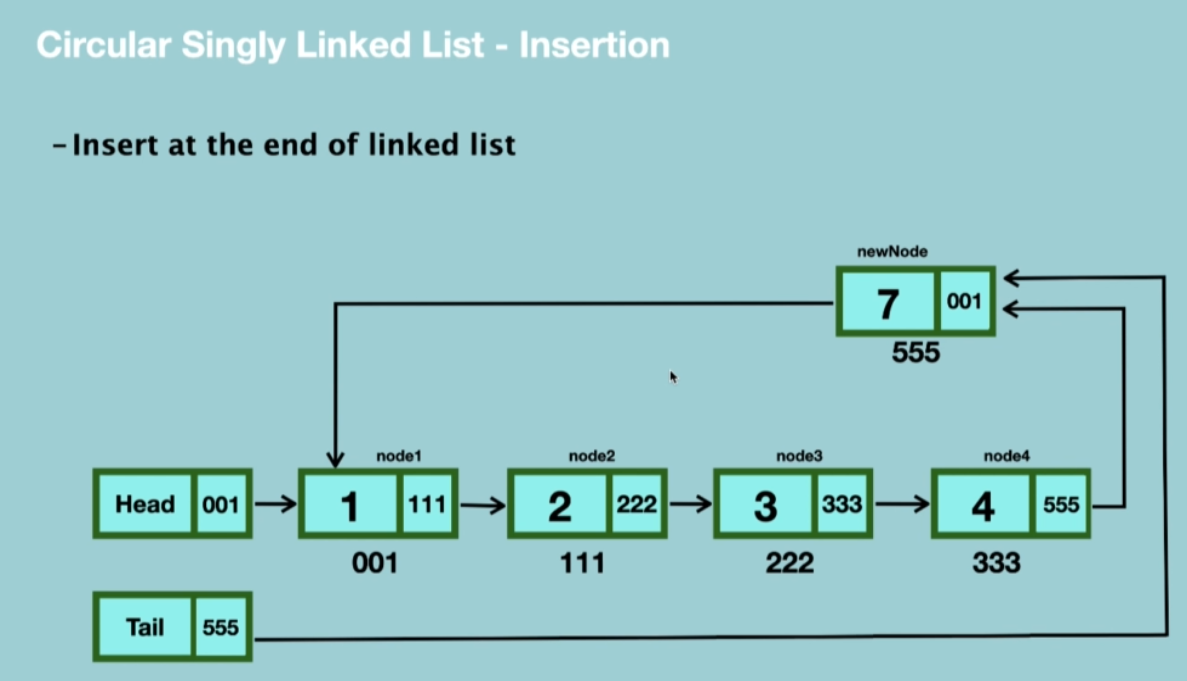 Circular Singly Linked List - Insertion
- Insert at the end of linked list
newNode
7 001
555
node1 node2 node3 node4
Head 001 1 111 2 222 3 333 4 555
001 111 222 333
Tail 555